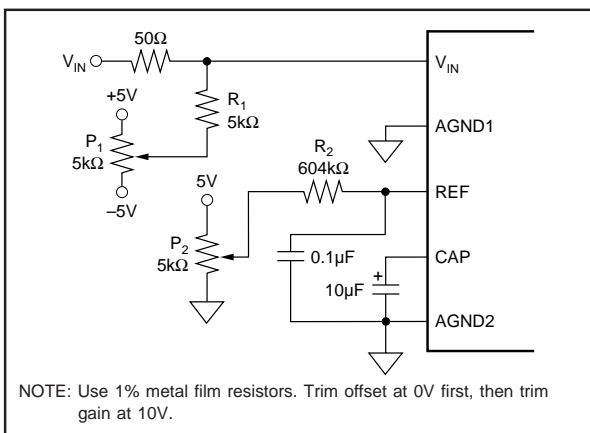 50Ω
V_IN
V_IN
+5V
R_1
5kΩ
P_1
5kΩ
–5V
AGND1
R_2
604kΩ
5V
REF
P_2
5kΩ
0.1µF
CAP
+
10µF
AGND2
NOTE: Use 1% metal film resistors. Trim offset at 0V first, then trim
gain at 10V.